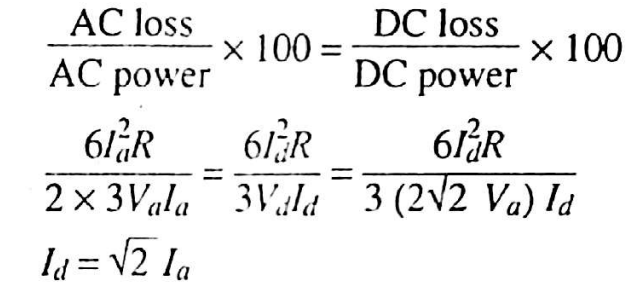 AC loss / AC power × 100 = DC loss / DC power × 100
6I_a^2R / 2 × 3V_aI_a = 6I_d^2R / 3V_dI_d = 6I_d^2R / 3 (2√2 V_a) I_d
I_d = √2 I_a